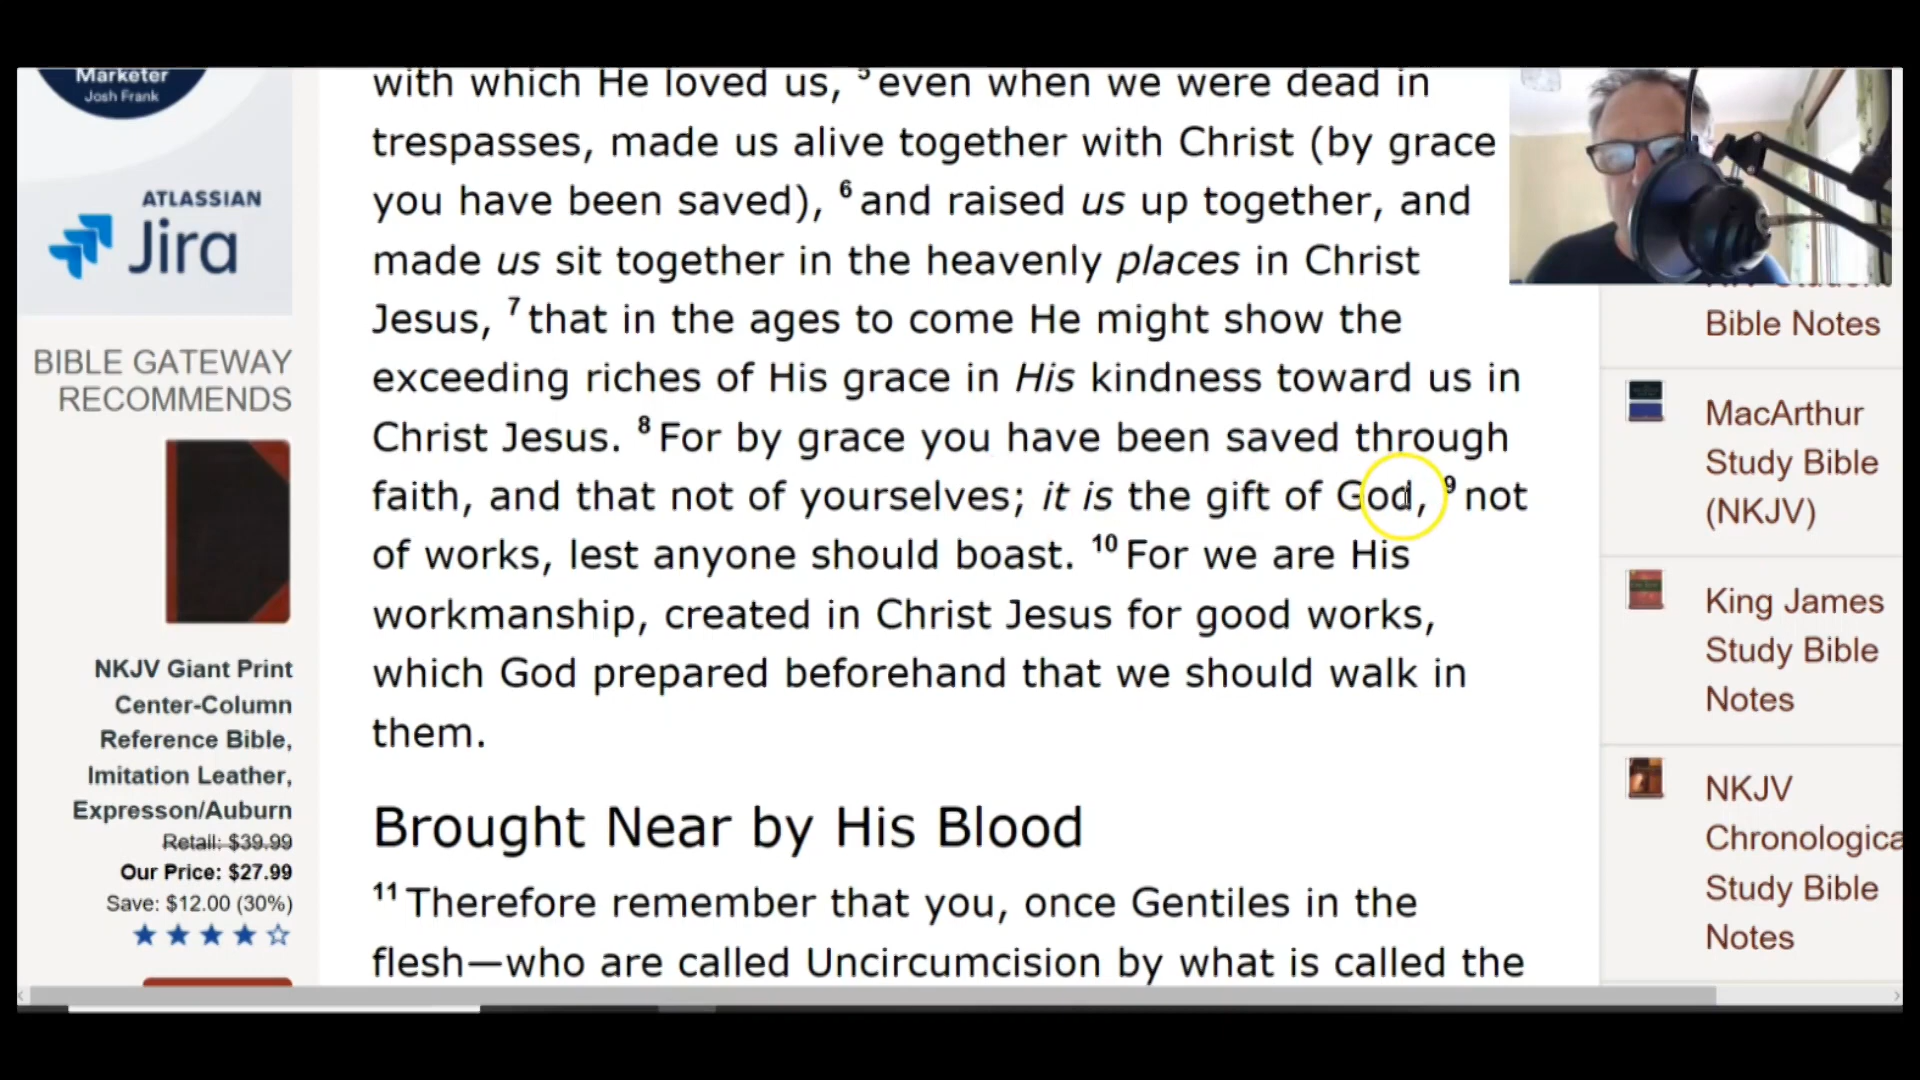 Marketer
Josh Frank
ATLASSIAN
Jira
BIBLE GATEWAY
RECOMMENDS
NKJV Giant Print
Center-Column
Reference Bible,
Imitation Leather,
Expresson/Auburn
Retail: $39.99
Our Price: $27.99
Save: $12.00 (30%)
with which He loved us, 5 even when we were dead in
trespasses, made us alive together with Christ (by grace
you have been saved), 6 and raised us up together, and
made us sit together in the heavenly places in Christ
Jesus, 7 that in the ages to come He might show the
exceeding riches of His grace in His kindness toward us in
Christ Jesus. 8 For by grace you have been saved through
faith, and that not of yourselves; it is the gift of God, 9 not
of works, lest anyone should boast. 10 For we are His
workmanship, created in Christ Jesus for good works,
which God prepared beforehand that we should walk in
them.
Brought Near by His Blood
11 Therefore remember that you, once Gentiles in the
flesh—who are called Uncircumcision by what is called the
Bible Notes
MacArthur
Study Bible
(NKJV)
King James
Study Bible
Notes
NKJV
Chronologica
Study Bible
Notes